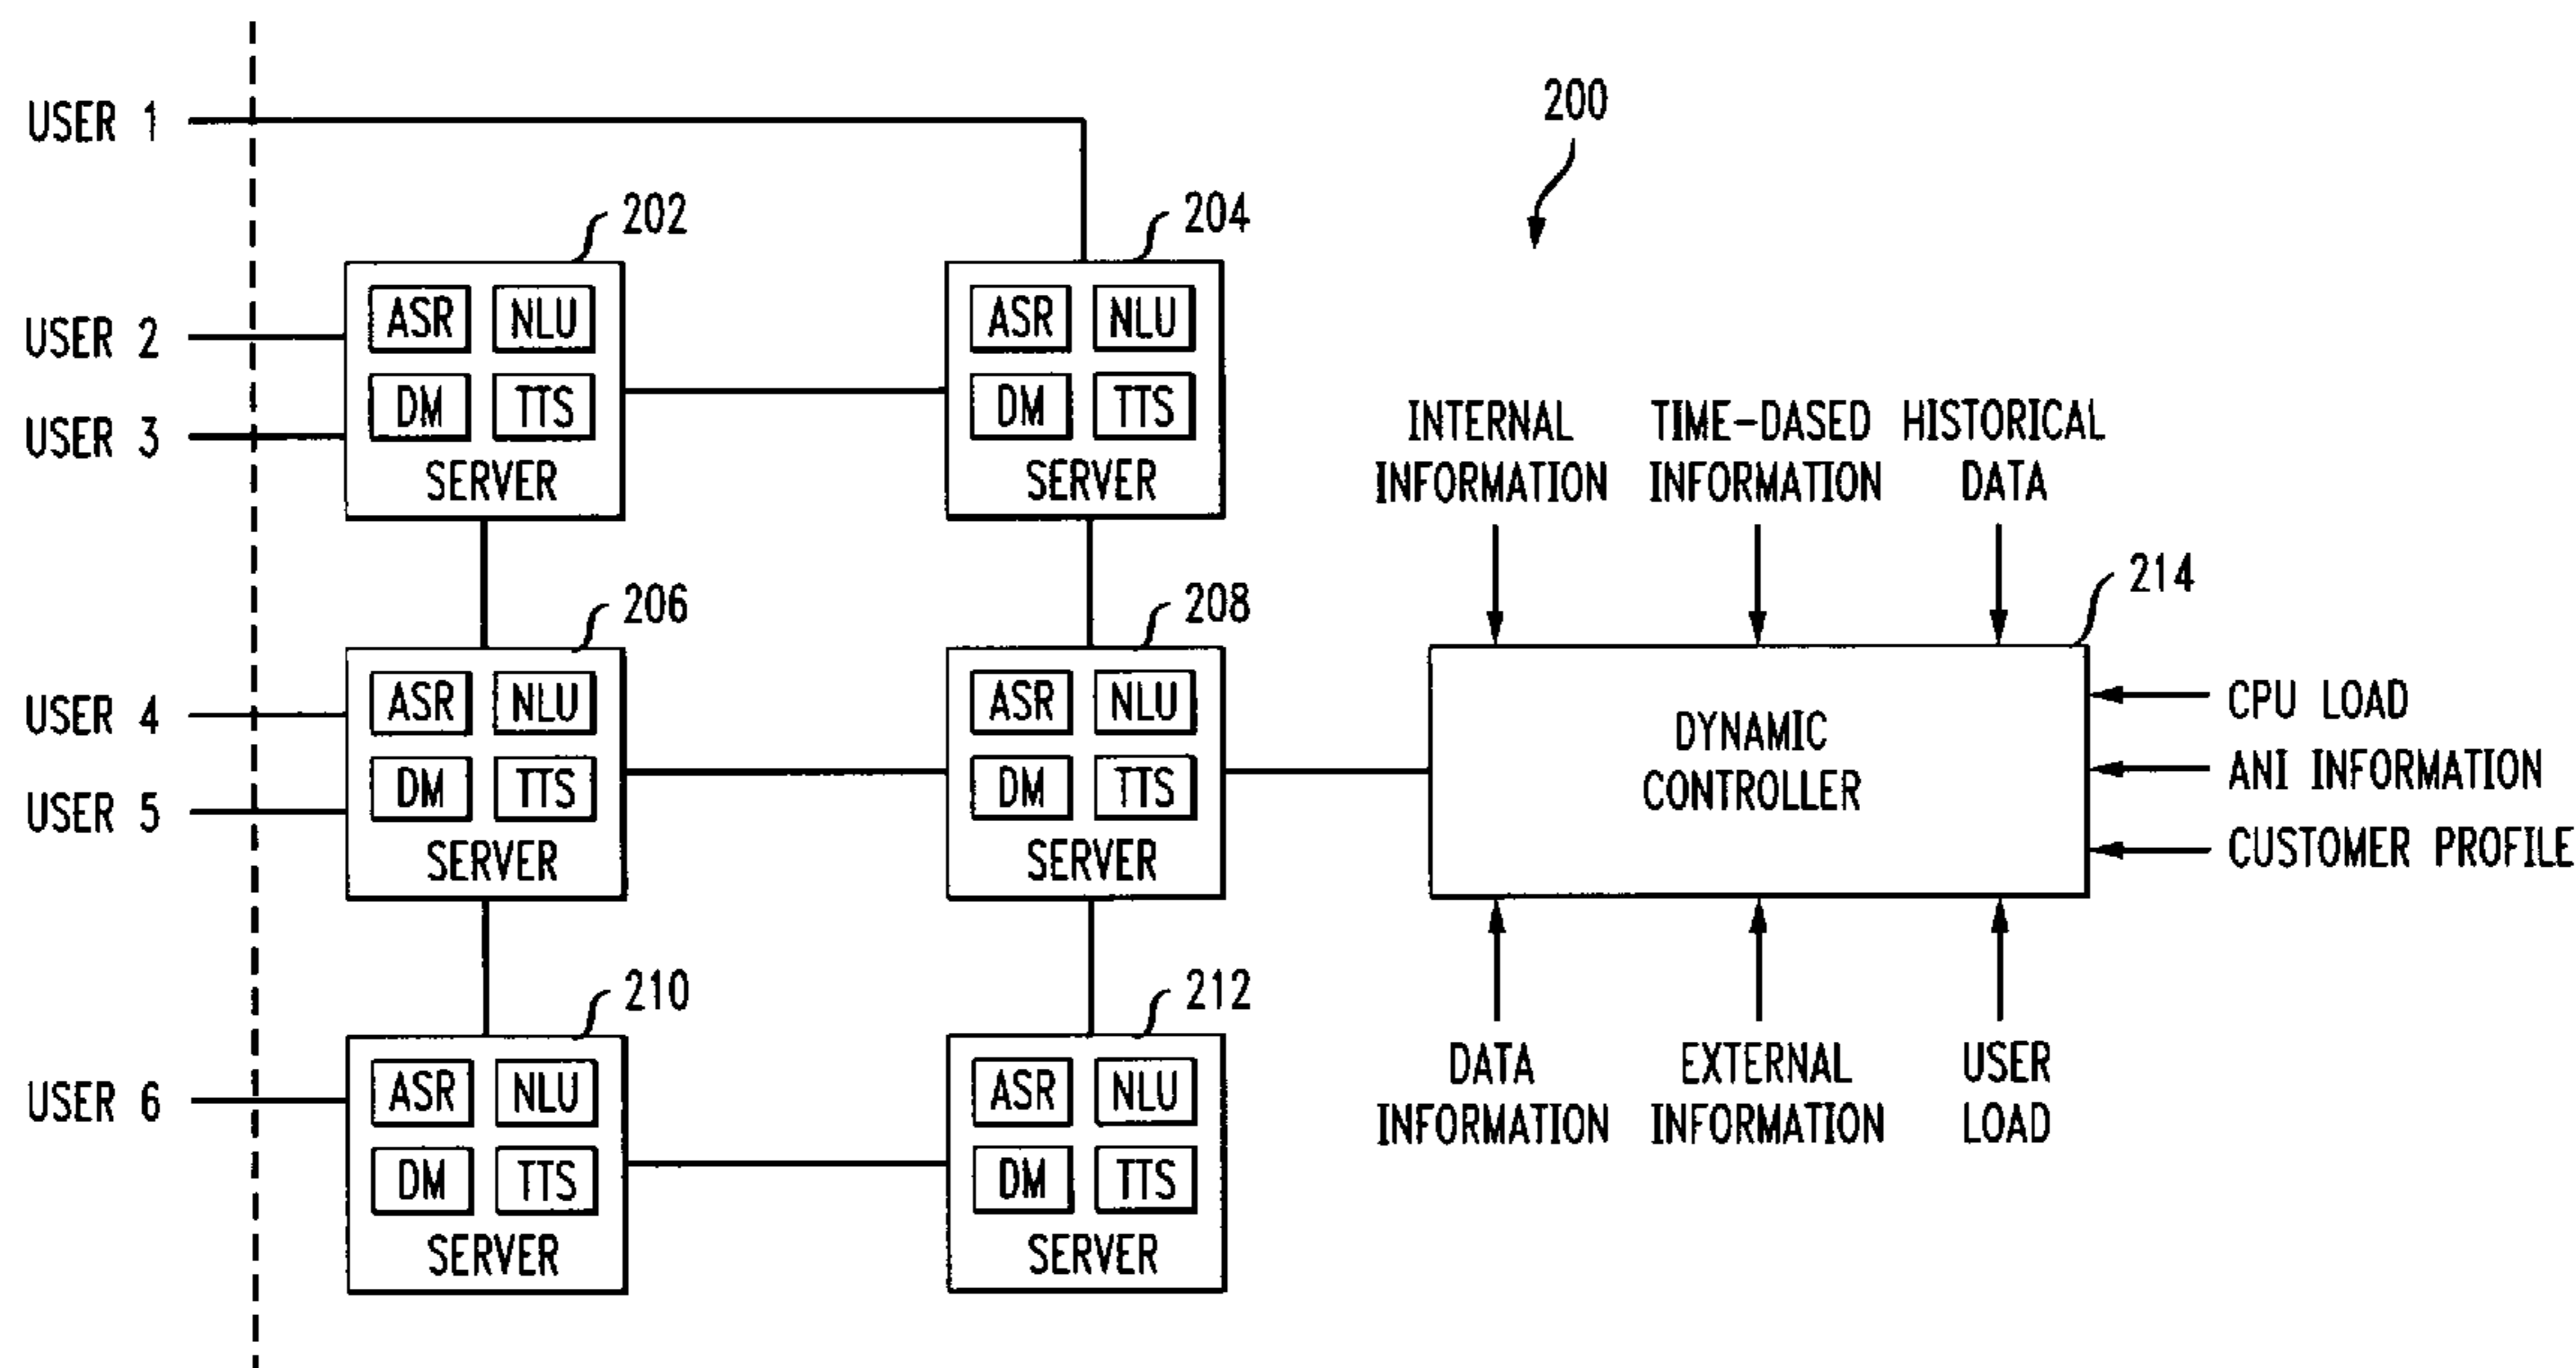 USER 1
200
202
204
USER 2
ASR NLU
DM TTS
SERVER
ASR NLU
DM TTS
SERVER
USER 3
INTERNAL
INFORMATION
TIME-DASED
INFORMATION
HISTORICAL
DATA
206
208
214
USER 4
ASR NLU
DM TTS
SERVER
ASR NLU
DM TTS
SERVER
USER 5
DYNAMIC
CONTROLLER
CPU LOAD
ANI INFORMATION
CUSTOMER PROFILE
210
212
USER 6
ASR NLU
DM TTS
SERVER
ASR NLU
DM TTS
SERVER
DATA
INFORMATION
EXTERNAL
INFORMATION
USER
LOAD